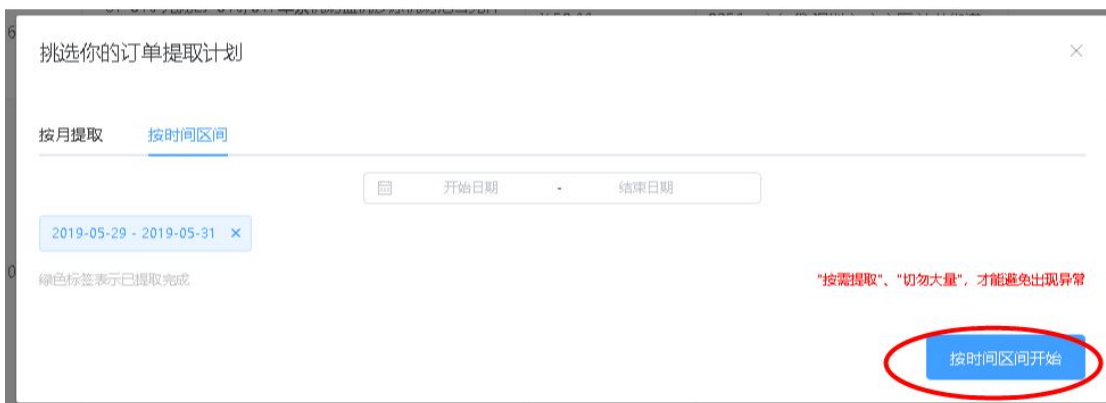 挑选你的订单提取计划
按月提取 按时间区间
开始日期 - 结束日期
2019-05-29 - 2019-05-31 ×
绿色标签表示已提取完成
"按需提取"、"切勿大量"，才能避免出现异常
按时间区间开始